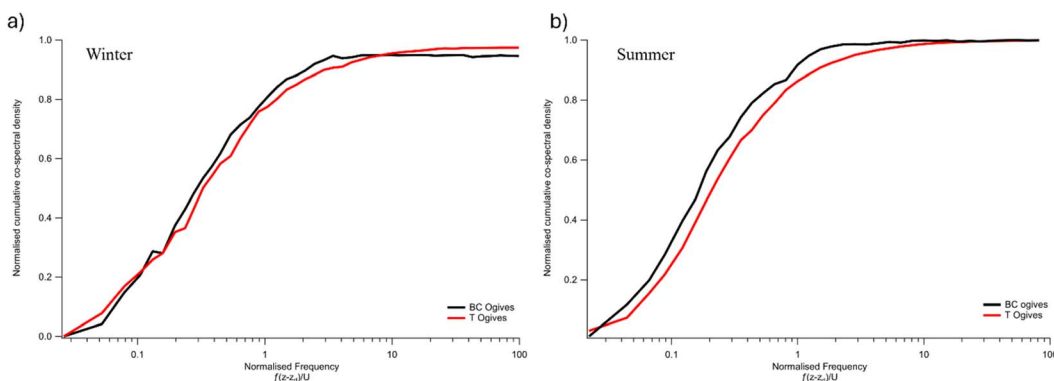 a)
Winter
Normalised cumulative co-spectral density
1.0
0.8
0.6
0.4
0.2
0.0
BC Ogives
T Ogives
0.1
1
10
100
Normalised Frequency
f(z-z_d)/U
b)
Summer
Normalised cumulative co-spectral density
1.0
0.8
0.6
0.4
0.2
BC ogives
T Ogives
0.1
1
10
100
Normalised Frequency
f(z-z_d)/U